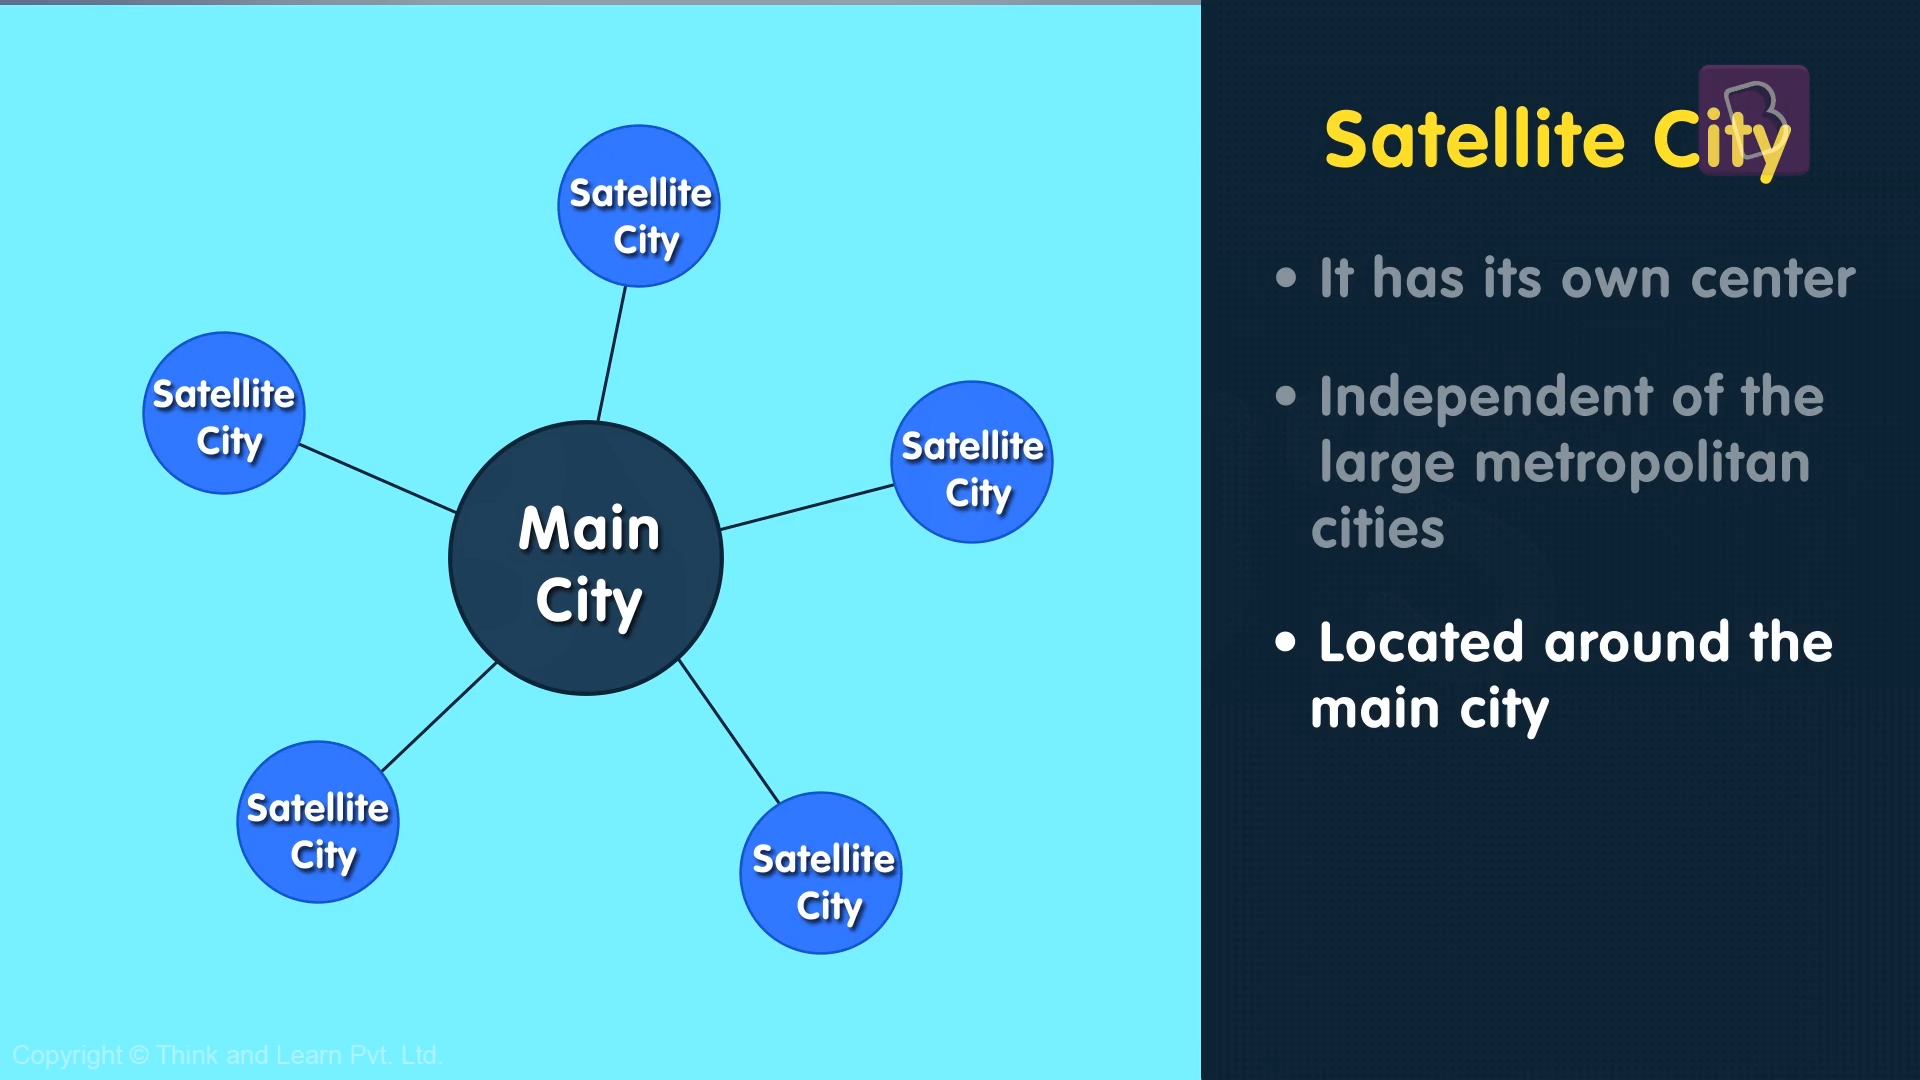 Satellite
City
Satellite
City
Satellite
City
Main
City
Satellite
City
Satellite
City
Satellite City
• It has its own center
• Independent of the
large metropolitan
cities
• Located around the
main city
Copyright © Think and Learn Pvt. Ltd.